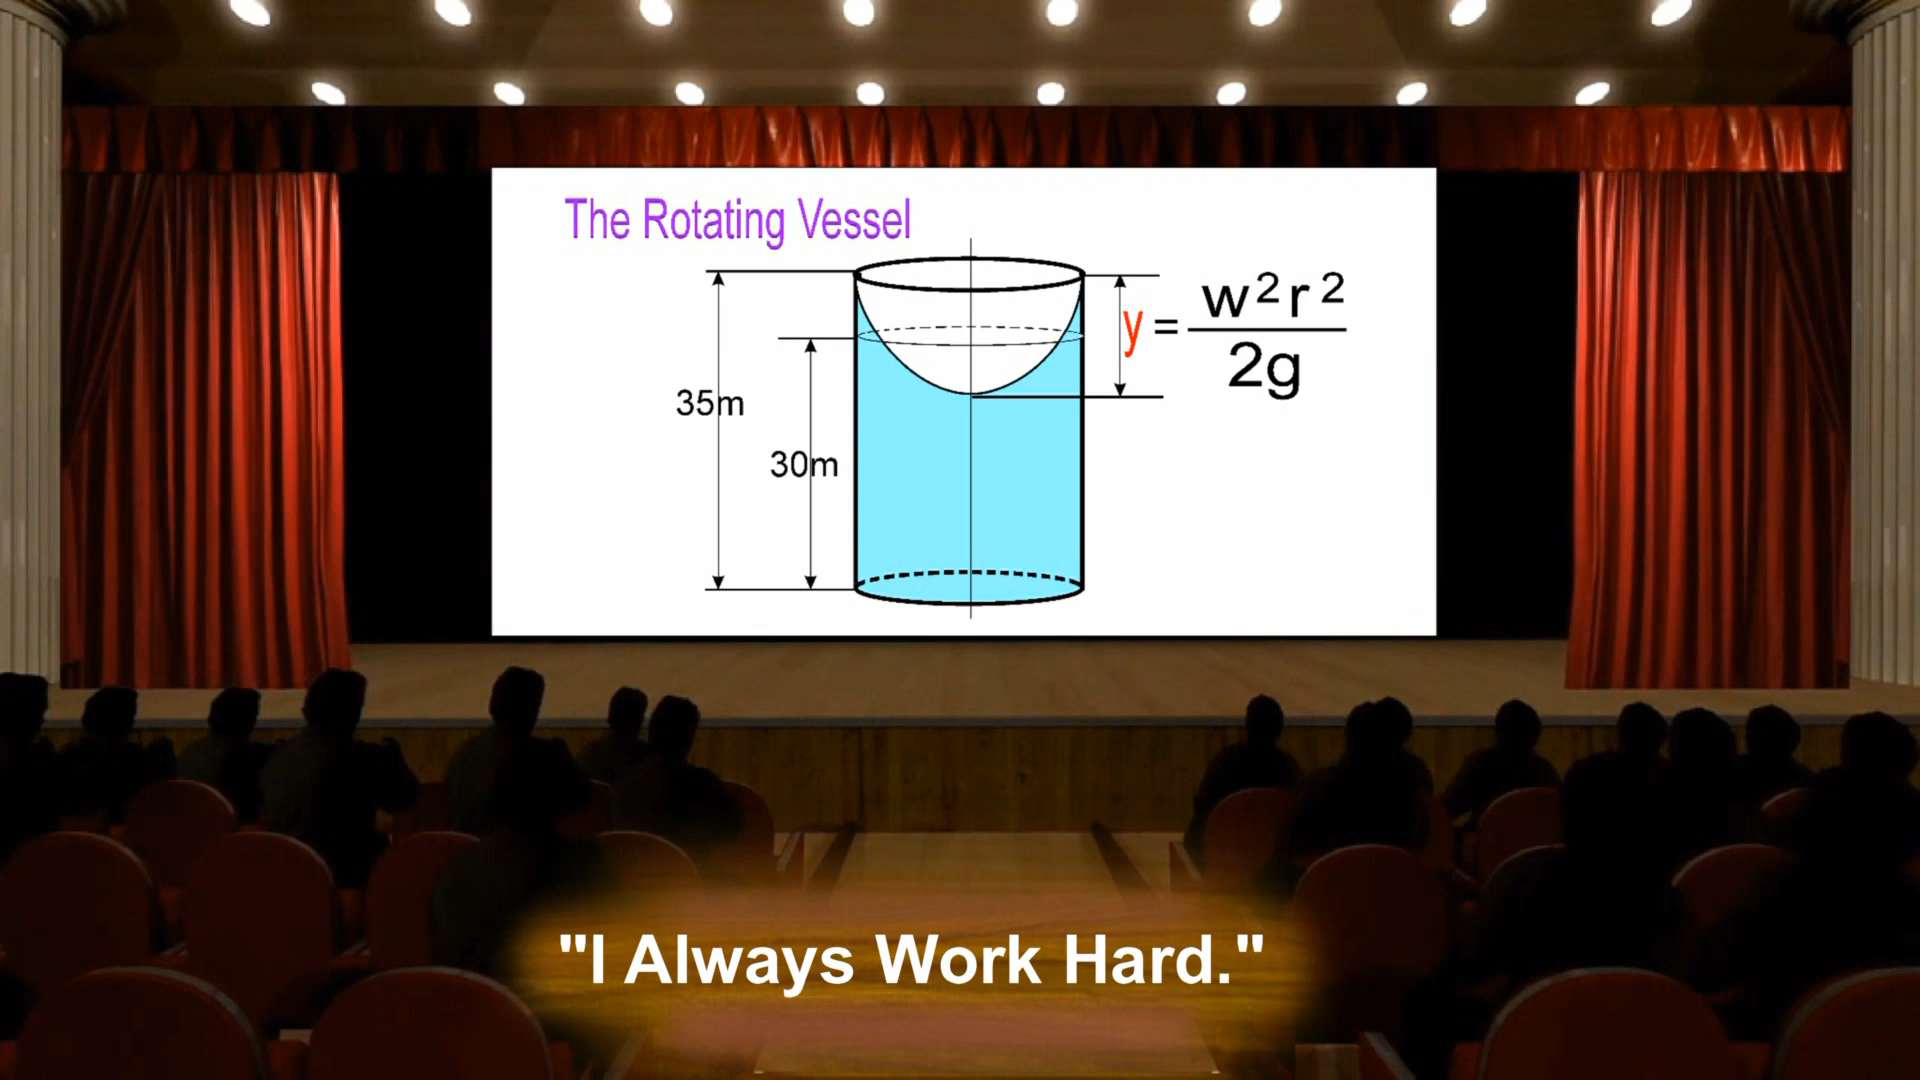 The Rotating Vessel
y = w²r²
2g
35m
30m
"I Always Work Hard."